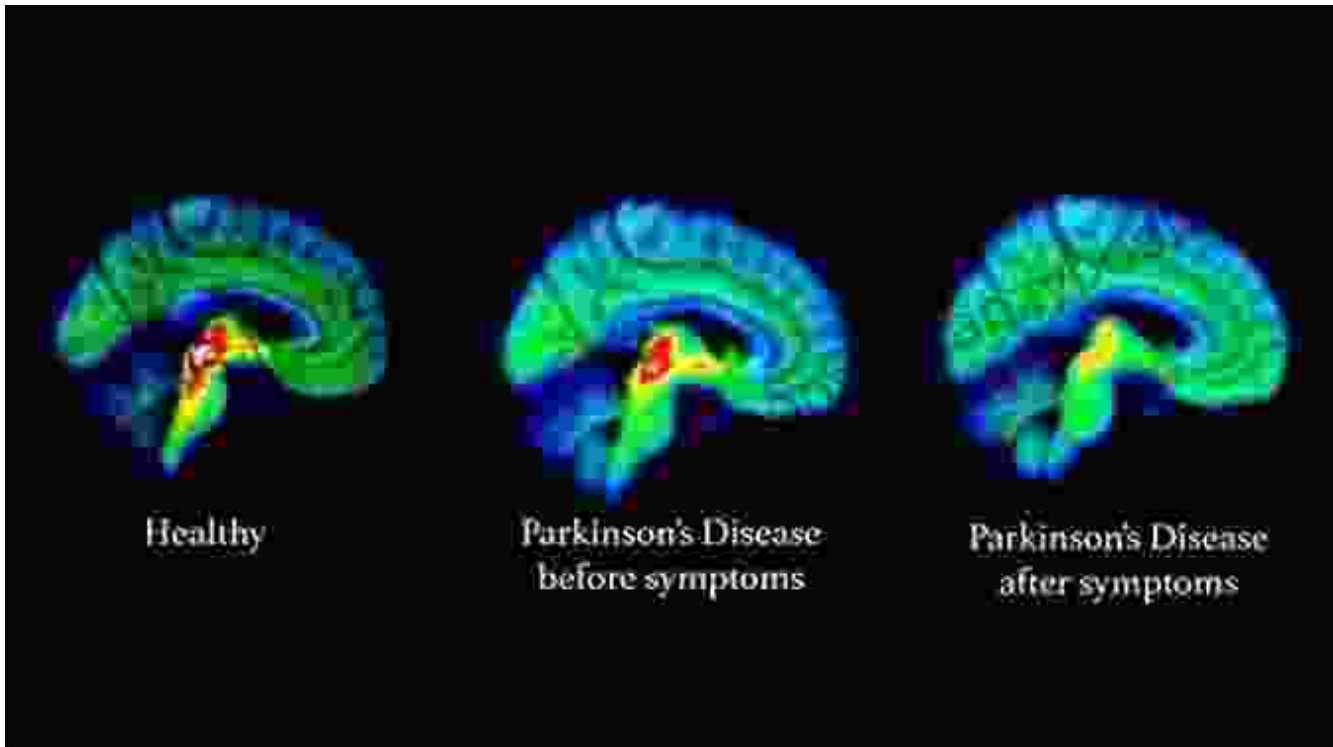 Healthy
Parkinson's Disease
before symptoms
Parkinson's Disease
after symptoms